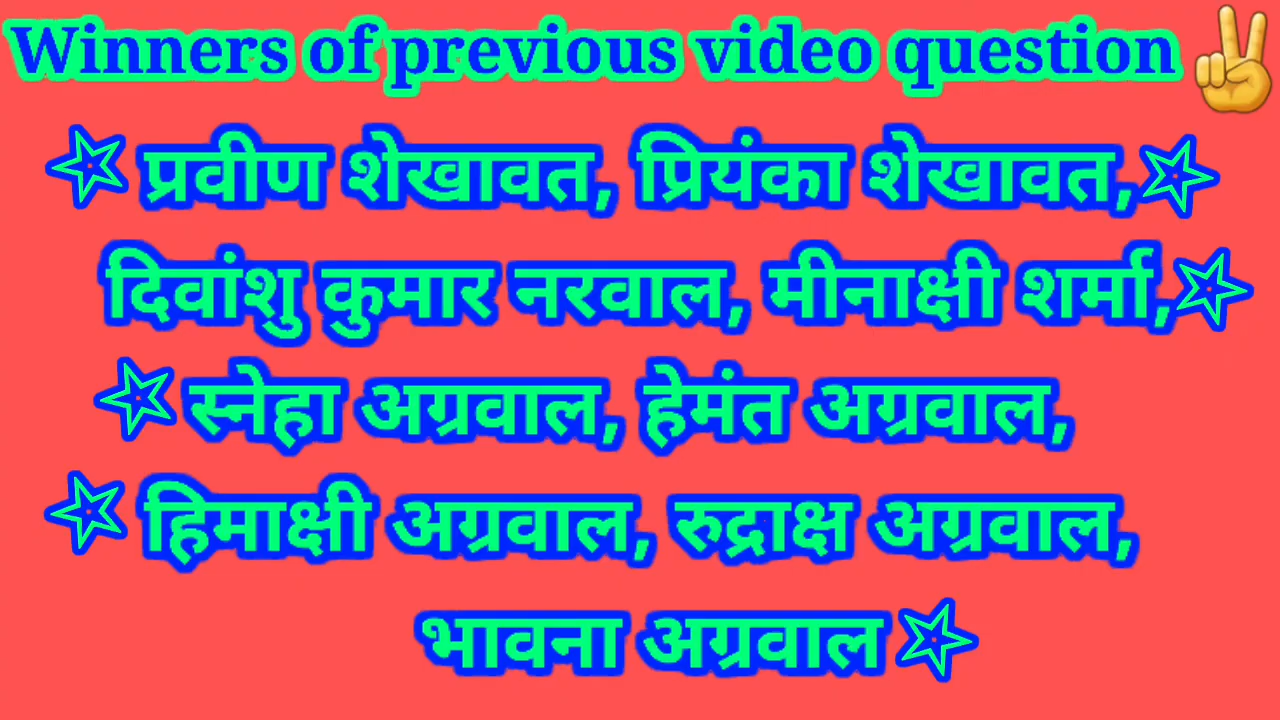 Winners of previous video question✌
☆ प्रवीण शेखावत, प्रियंका शेखावत,☆
दिवांशु कुमार नरवाल, मीनाक्षी शर्मा,☆
☆ स्नेहा अग्रवाल, हेमंत अग्रवाल,
☆ हिमाक्षी अग्रवाल, रुद्राक्ष अग्रवाल,
भावना अग्रवाल ☆